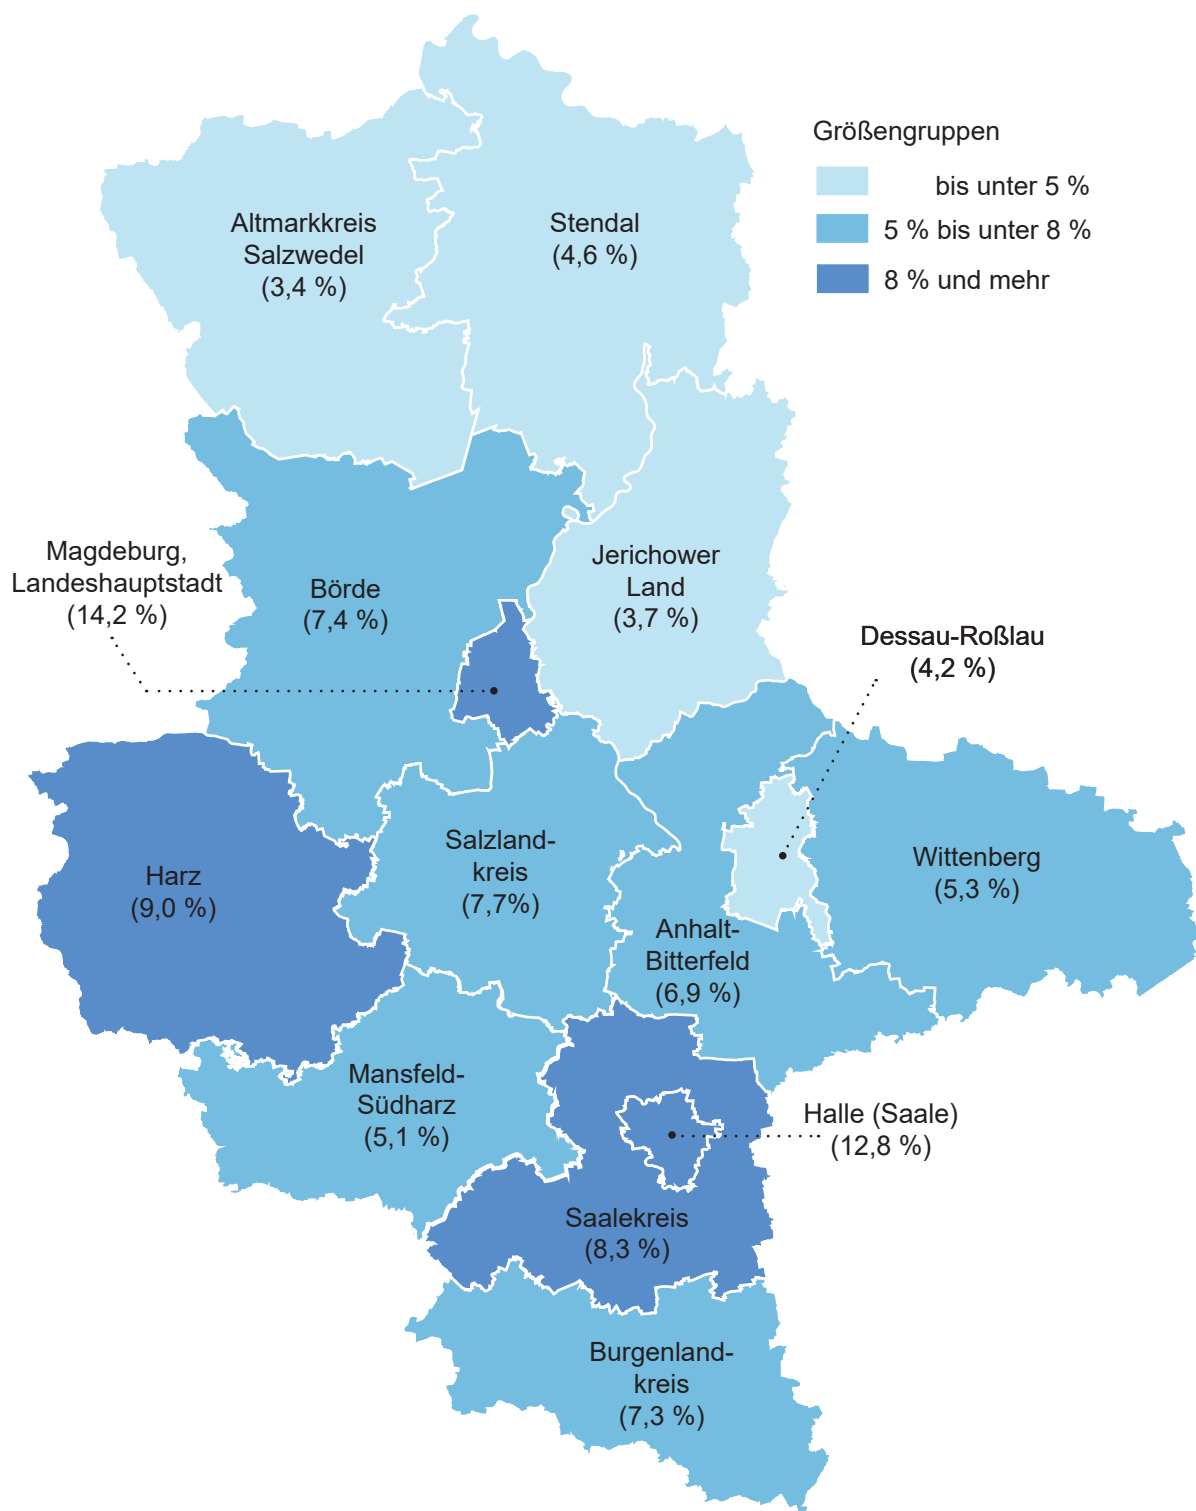 Größengruppen
bis unter 5 %
5 % bis unter 8 %
8 % und mehr
Altmarkkreis
Salzwedel
(3,4 %)
Stendal
(4,6 %)
Magdeburg,
Landeshauptstadt
(14,2 %)
Börde
(7,4 %)
Jerichower
Land
(3,7 %)
Dessau-Roßlau
(4,2 %)
Harz
(9,0 %)
Salzland-
kreis
(7,7%)
Wittenberg
(5,3 %)
Anhalt-
Bitterfeld
(6,9 %)
Mansfeld-
Südharz
(5,1 %)
Halle (Saale)
(12,8 %)
Saalekreis
(8,3 %)
Burgenland-
kreis
(7,3 %)